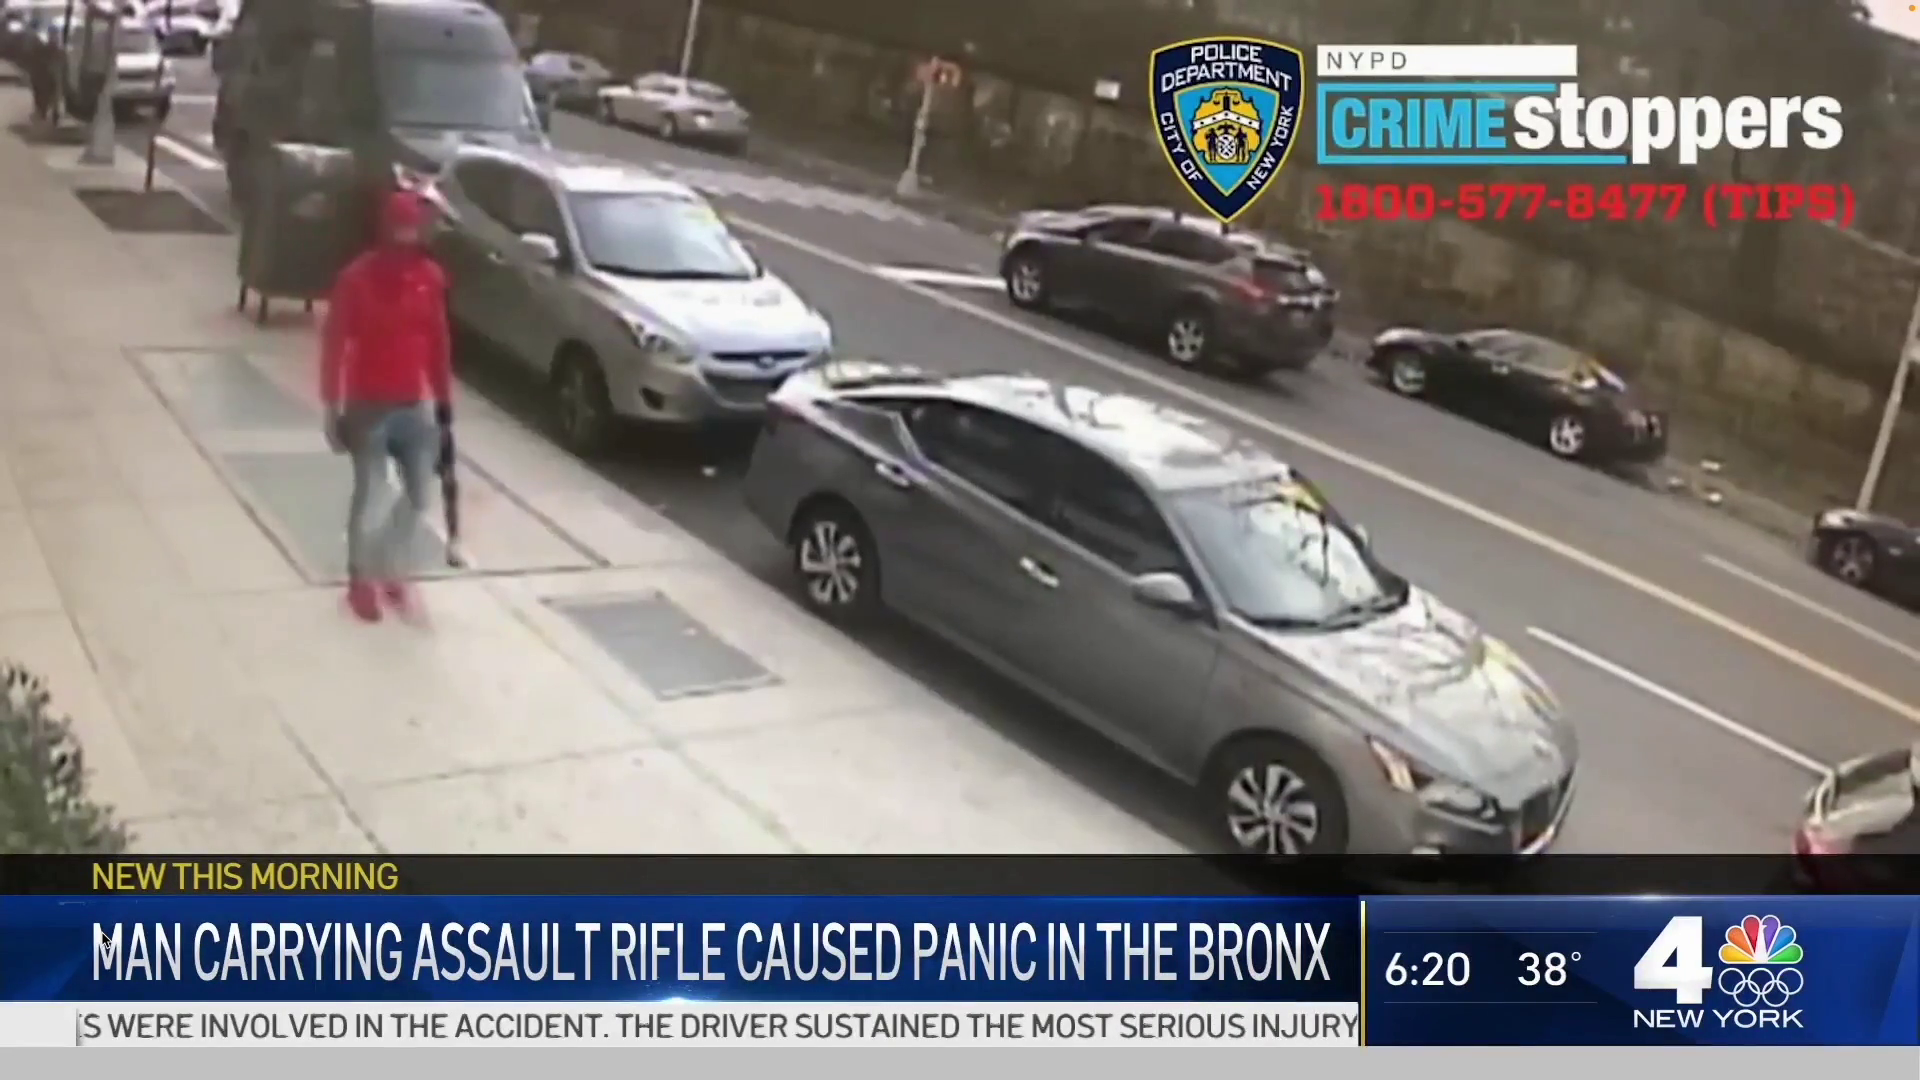 POLICE
DEPARTMENT
CITY OF
NEW YORK
NYPD
CRIME stoppers
1800-577-8477 (TIPS)
NEW THIS MORNING
MAN CARRYING ASSAULT RIFLE CAUSED PANIC IN THE BRONX
6:20 38°
4
NEW YORK
S WERE INVOLVED IN THE ACCIDENT. THE DRIVER SUSTAINED THE MOST SERIOUS INJURY